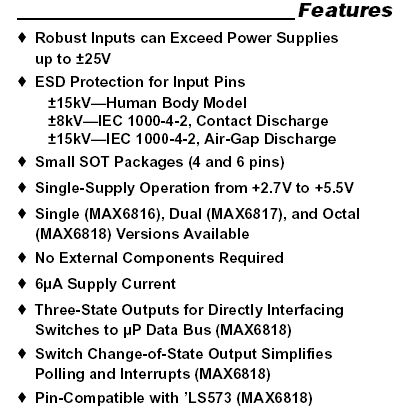 Features
♦ Robust Inputs can Exceed Power Supplies
up to ±25V
♦ ESD Protection for Input Pins
±15kV—Human Body Model
±8kV—IEC 1000-4-2, Contact Discharge
±15kV—IEC 1000-4-2, Air-Gap Discharge
♦ Small SOT Packages (4 and 6 pins)
♦ Single-Supply Operation from +2.7V to +5.5V
♦ Single (MAX6816), Dual (MAX6817), and Octal
(MAX6818) Versions Available
♦ No External Components Required
♦ 6µA Supply Current
♦ Three-State Outputs for Directly Interfacing
Switches to µP Data Bus (MAX6818)
♦ Switch Change-of-State Output Simplifies
Polling and Interrupts (MAX6818)
♦ Pin-Compatible with ’LS573 (MAX6818)